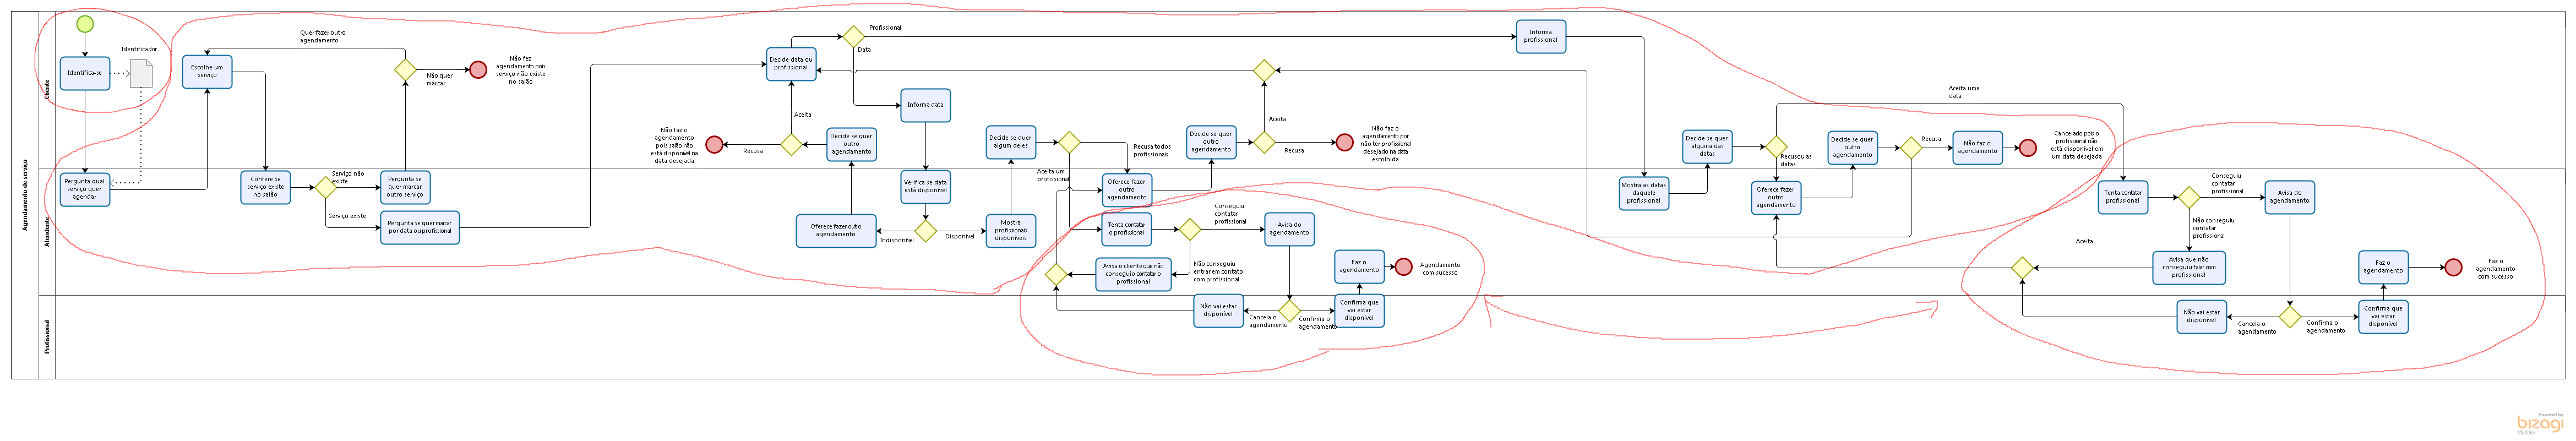 Agendamento de serviço
Cliente
Atendente
Profissional
Identifica-se
Identificador
Pergunta qual
serviço quer
agendar
Escolhe um
serviço
Quer fazer outro
agendamento
Não quer
marcar
Não fez
agendamento pois
serviço não existe
no salão
Confere se
serviço existe
no salão
Serviço não
existe
Serviço existe
Pergunta se
quer marcar
outro serviço
Pergunta se quer marcar
por data ou profissional
Decide data ou
profissional
Profissional
Data
Informa data
Aceita
Não faz o
agendamento
pois salão não
está disponível na
data desejada
Recusa
Decide se quer
outro
agendamento
Verifica se data
está disponível
Oferece fazer outro
agendamento
Indisponível
Disponível
Mostra
profissionais
disponíveis
Decide se quer
algum deles
Recusa todos
profissionais
Aceita um
profissional
Oferece fazer
outro
agendamento
Decide se quer
outro
agendamento
Aceita
Recusa
Não faz o
agendamento por
não ter profissional
desejado na data
escolhida
Tenta contatar
o profissional
Conseguiu
contatar
profissional
Avisa do
agendamento
Não conseguiu
entrar em contato
com profissional
Avisa o cliente que não
conseguio contatar o
profissional
Não vai estar
disponível
Cancela o
agendamento
Confirma o
agendamento
Confirma que
vai estar
disponível
Faz o
agendamento
Agendamento
com sucesso
Informa
profissional
Mostra as datas
daquele
profissional
Decide se quer
alguma das
datas
Recusou as
datas
Aceita uma
data
Oferece fazer
outro
agendamento
Decide se quer
outro
agendamento
Recusa
Não faz o
agendamento
Cancelado pois o
profissional não
está disponível em
um data desejada
Aceita
Tenta contatar
profissional
Conseguiu
contatar
profissional
Avisa do
agendamento
Não conseguiu
contatar
profissional
Avisa que não
conseguiu falar com
profissional
Não vai estar
disponível
Cancela o
agendamento
Confirma o
agendamento
Confirma que
vai estar
disponível
Faz o
agendamento
Faz o
agendamento
com sucesso
Powered by
bizagi
Modeler